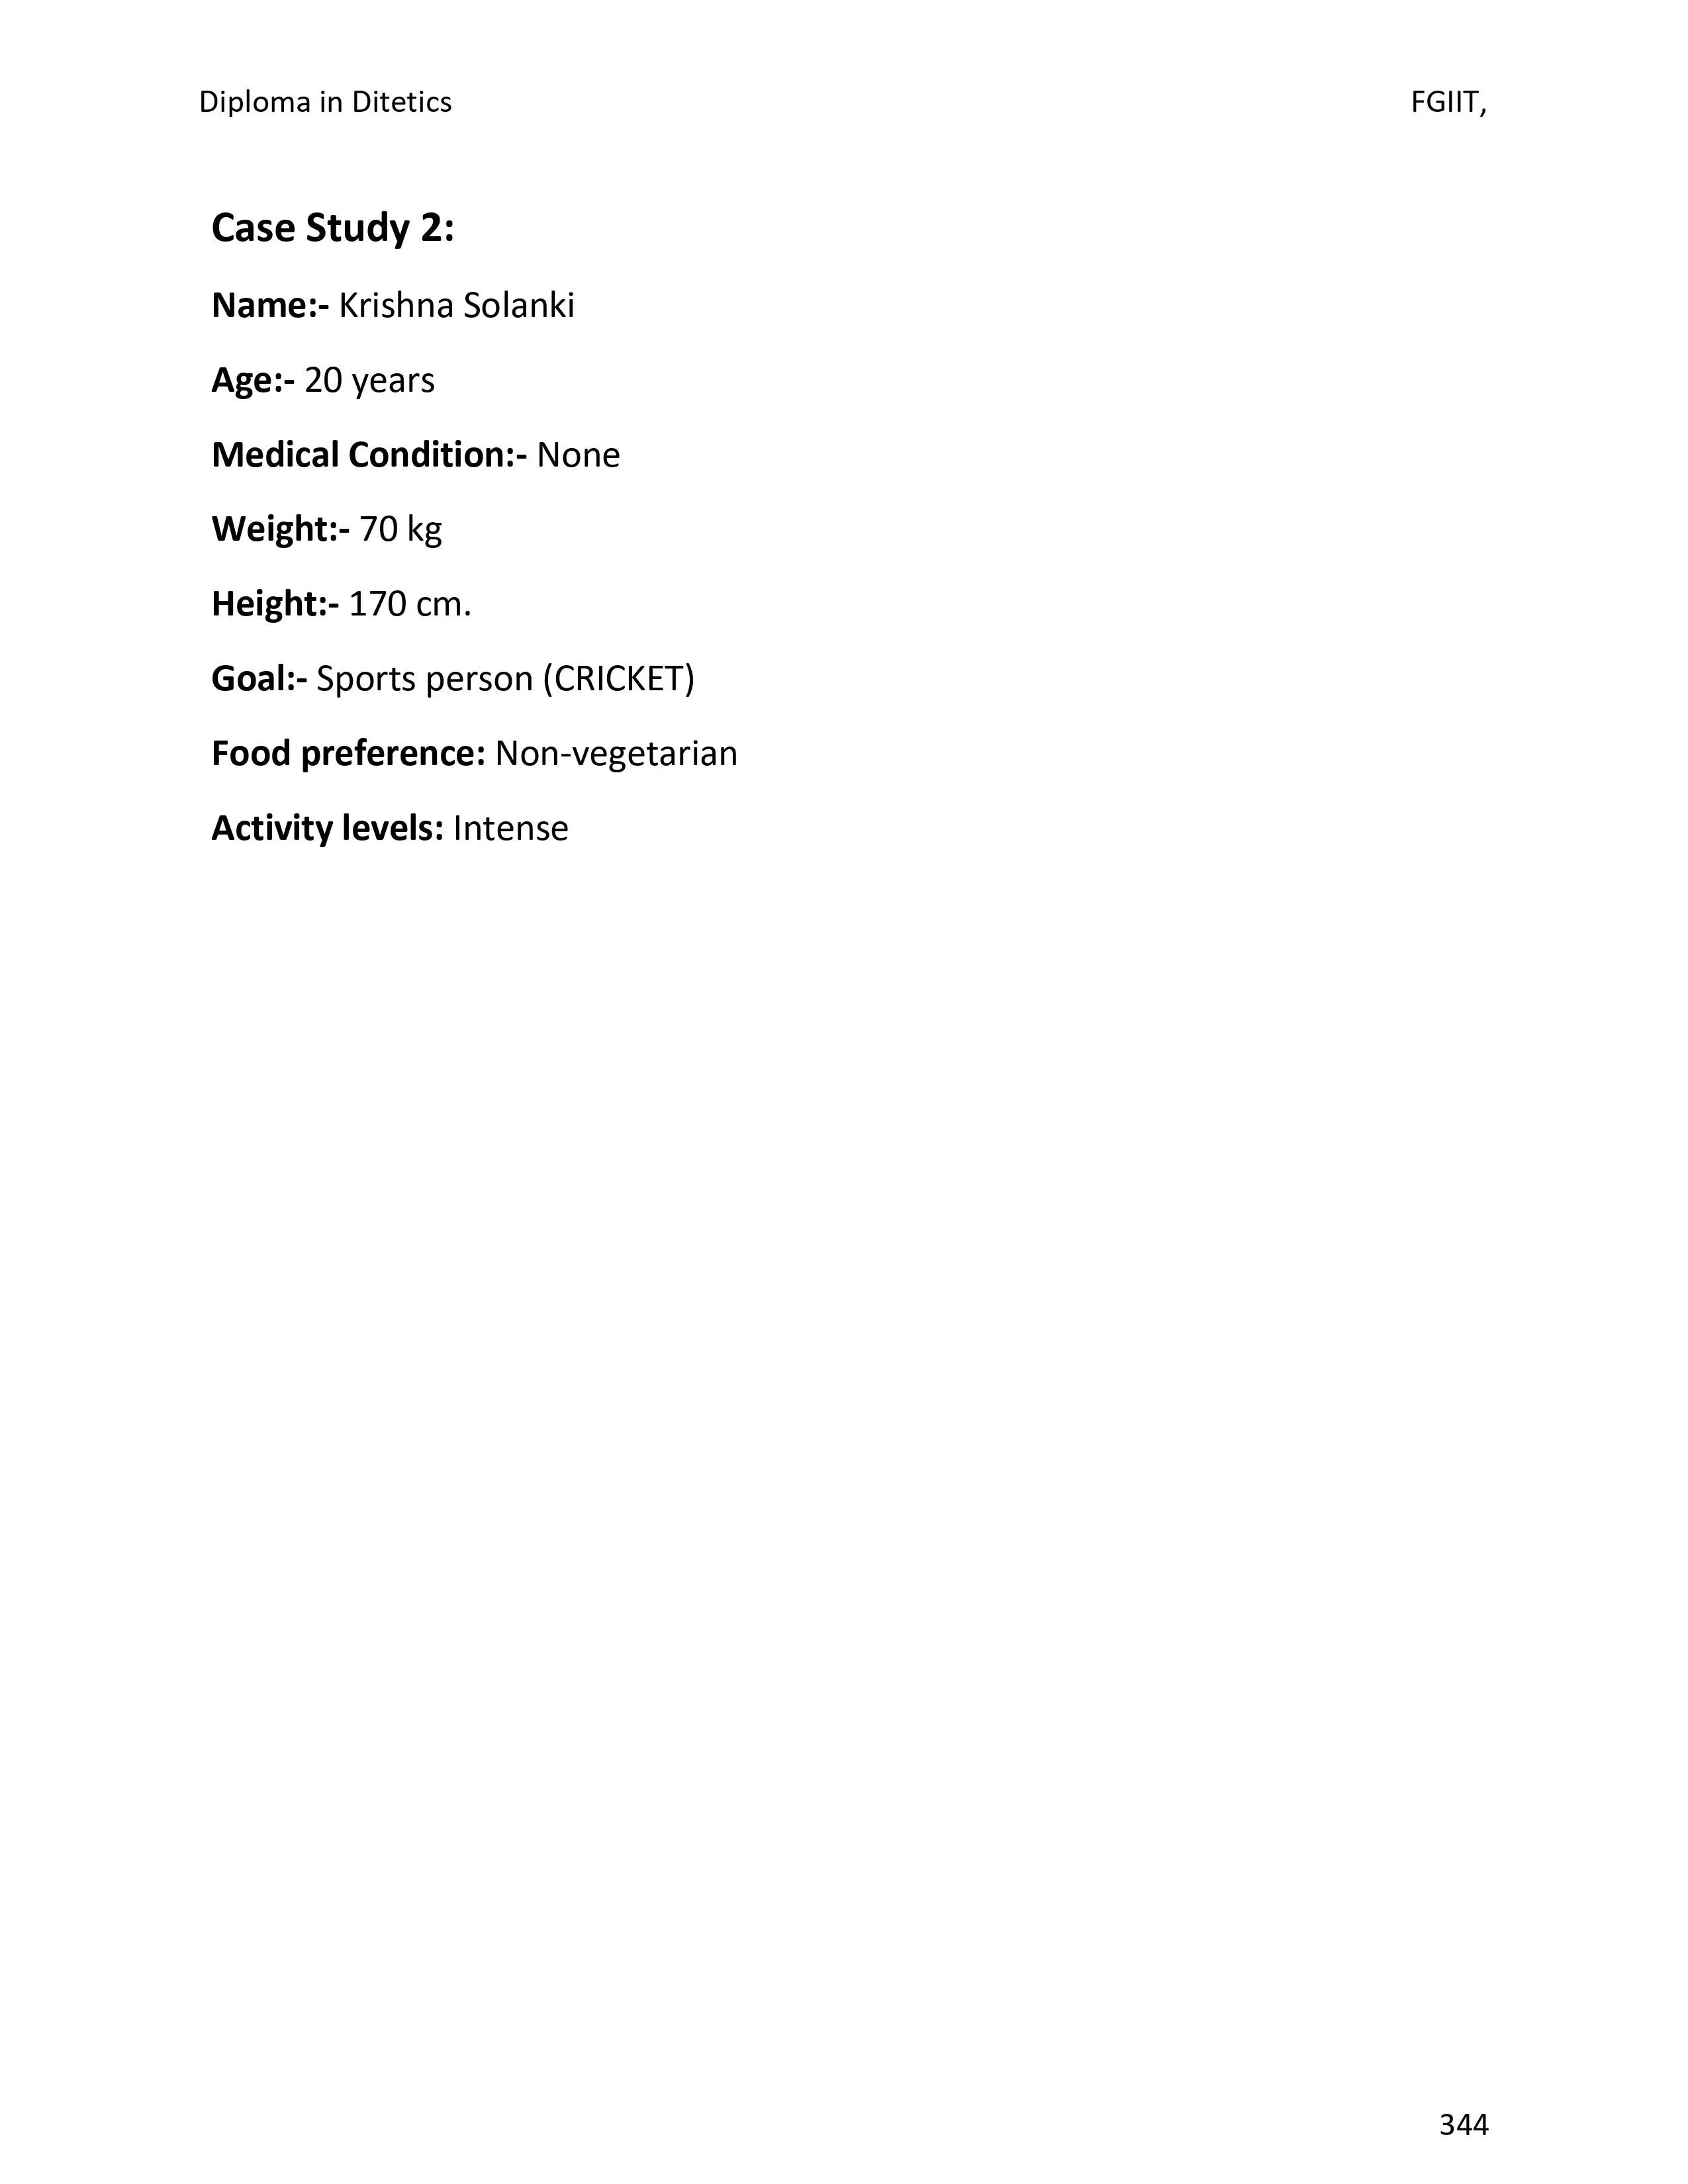 Diploma in Ditetics FGIIT,
Case Study 2:
Name:- Krishna Solanki
Age:- 20 years
Medical Condition:- None
Weight:- 70 kg
Height:- 170 cm.
Goal:- Sports person (CRICKET)
Food preference: Non-vegetarian
Activity levels: Intense
344